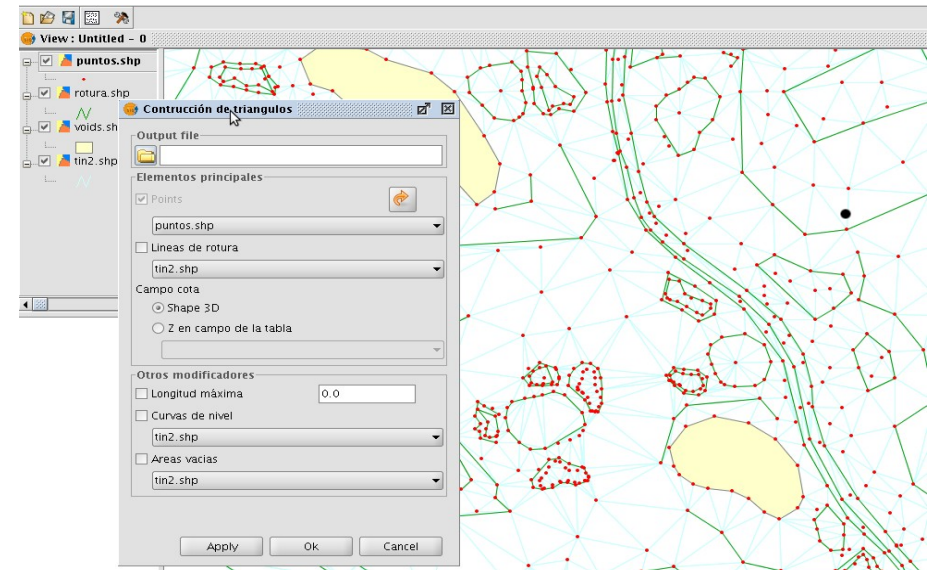 View : Untitled - 0
puntos.shp
rotura.shp
voids.sh
tin2.shp
Contrucción de triangulos
Output file
Elementos principales
Points
puntos.shp
Lineas de rotura
tin2.shp
Campo cota
Shape 3D
Z en campo de la tabla
Otros modificadores
Longitud màxima
0.0
Curvas de nivel
tin2.shp
Areas vacias
tin2.shp
Apply
Ok
Cancel